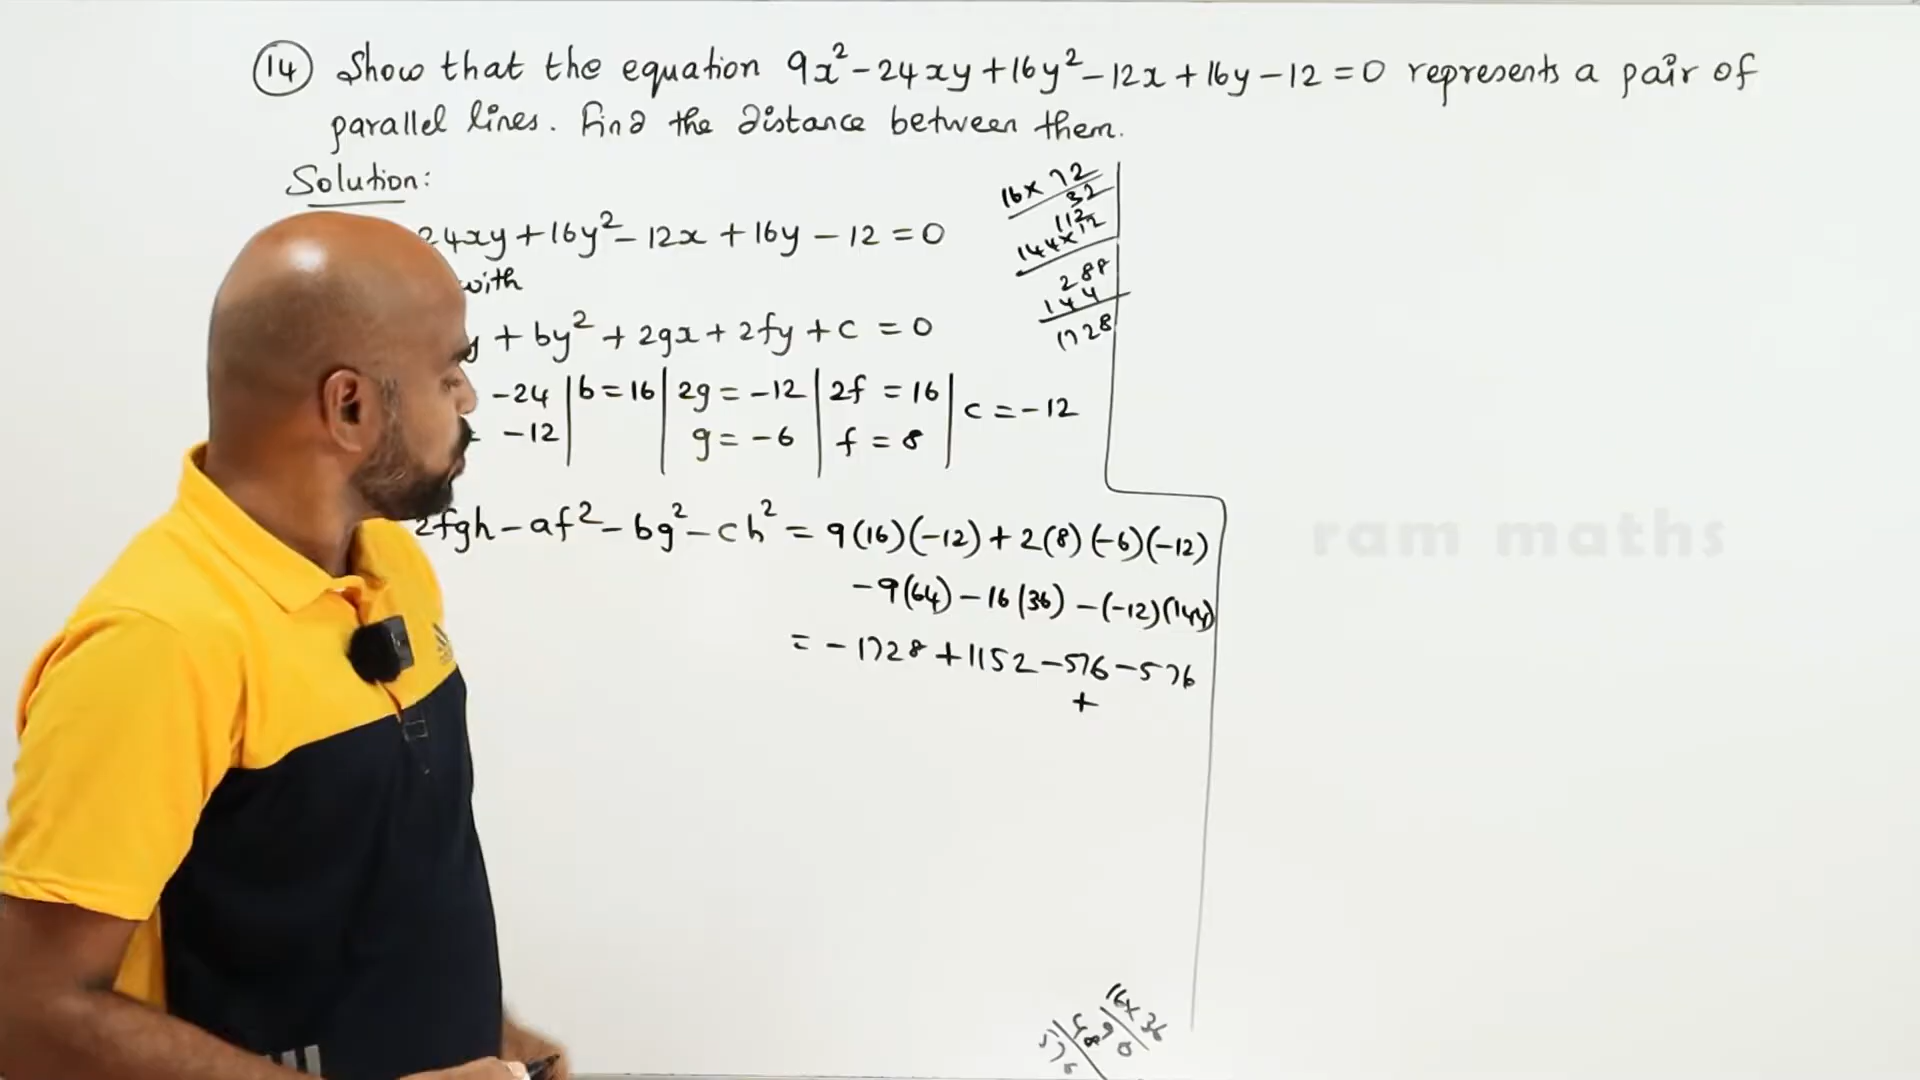 14 Show that the equation 9x²-24xy+16y²-12x+16y-12=0 represents a pair of
parallel lines. Find the distance between them.
Solution:
24xy+16y²-12x+16y-12=0
with
y+by²+2gx+2fy+c=0
-24 | b=16 | 2g=-12 | 2f=16 | c=-12
= -12 | g=-6 | f=8
2fgh-af²-bg²-ch² = 9(16)(-12)+2(8)(-6)(-12)
-9(64)-16(36)-(-12)(144)
= -1728+1152-576-576
+
16×72
32
112
144×12
288
144
1728
ram maths
16×36